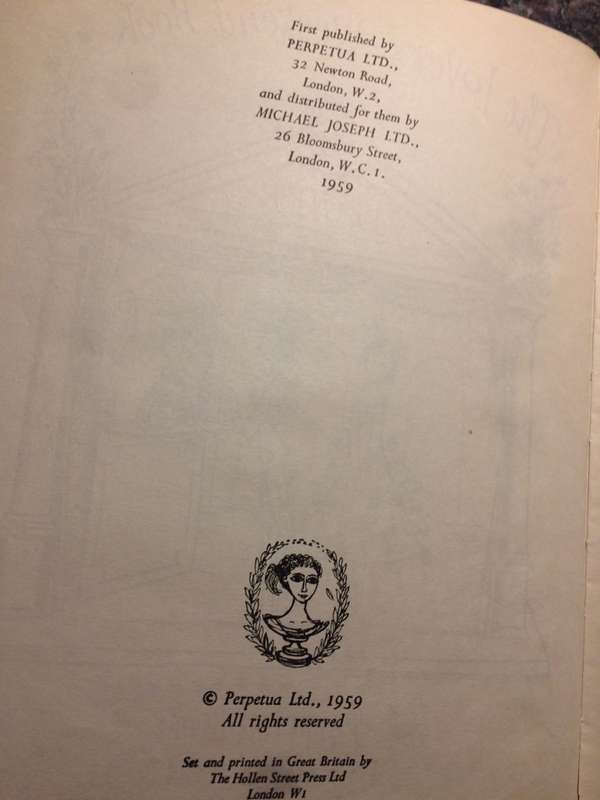 First published by
PERPETUA LTD.,
32 Newton Road,
London, W.2,
and distributed for them by
MICHAEL JOSEPH LTD.,
26 Bloomsbury Street,
London, W.C.1.
1959
© Perpetua Ltd., 1959
All rights reserved
Set and printed in Great Britain by
The Hollen Street Press Ltd
London W1